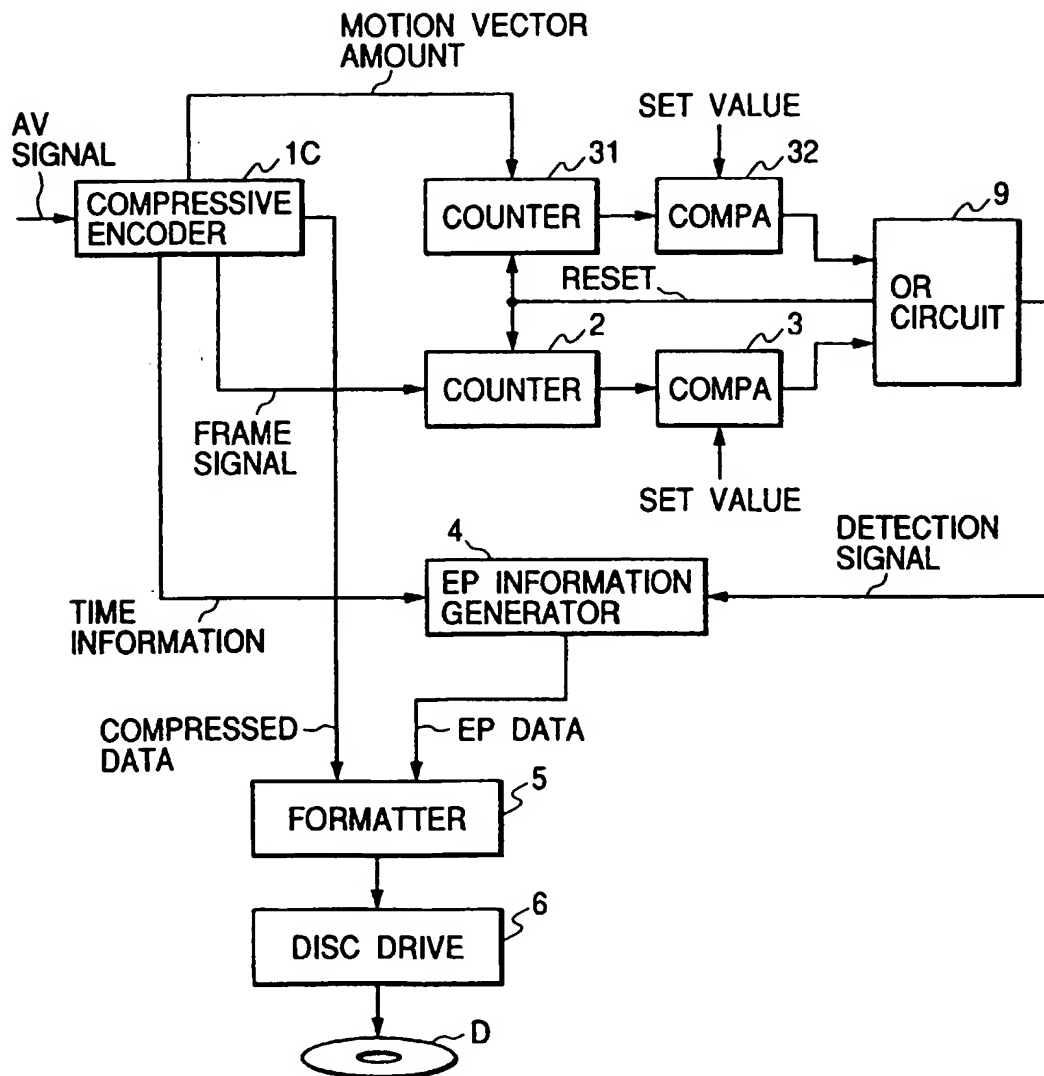 MOTION VECTOR
AMOUNT
AV
SIGNAL
1C
COMPRESSIVE
ENCODER
SET VALUE
31
COUNTER
32
COMPA
9
OR
CIRCUIT
RESET
2
COUNTER
3
COMPA
FRAME
SIGNAL
SET VALUE
DETECTION
SIGNAL
4
EP INFORMATION
GENERATOR
TIME
INFORMATION
COMPRESSED
DATA
EP DATA
5
FORMATTER
6
DISC DRIVE
D